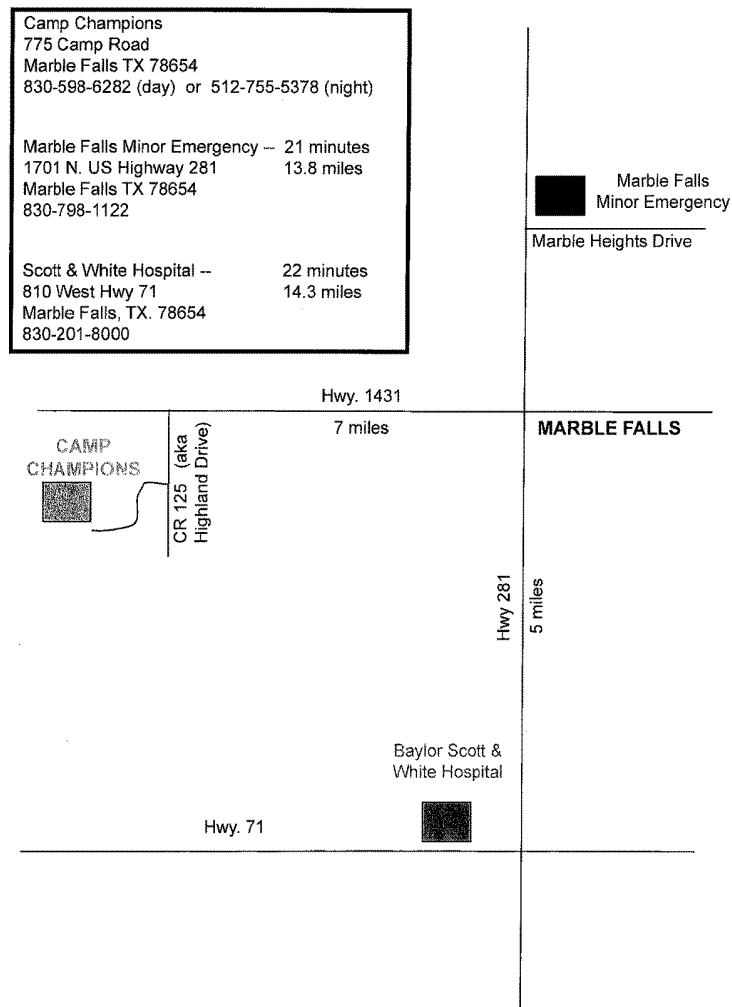 Camp Champions
775 Camp Road
Marble Falls TX 78654
830-598-6282 (day) or 512-755-5378 (night)
Marble Falls Minor Emergency -- 21 minutes
1701 N. US Highway 281 13.8 miles
Marble Falls TX 78654
830-798-1122
Scott & White Hospital -- 22 minutes
810 West Hwy 71 14.3 miles
Marble Falls, TX. 78654
830-201-8000
Marble Falls
Minor Emergency
Marble Heights Drive
Hwy. 1431
7 miles
MARBLE FALLS
CAMP
CHAMPIONS
CR 125 (aka
Highland Drive)
Hwy 281
5 miles
Baylor Scott &
White Hospital
Hwy. 71